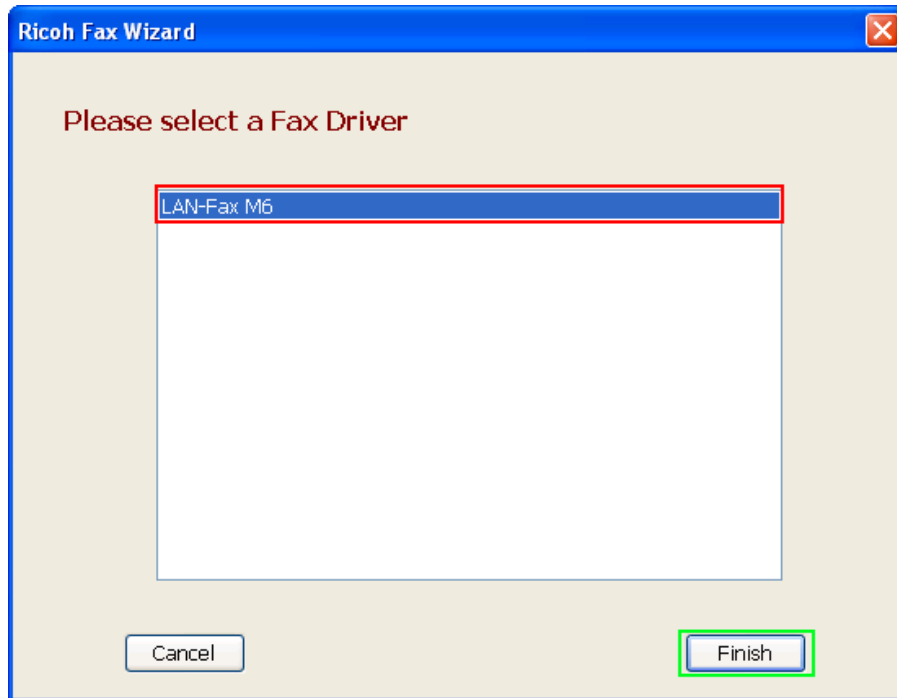 Ricoh Fax Wizard
Please select a Fax Driver
LAN-Fax M6
Cancel
Finish